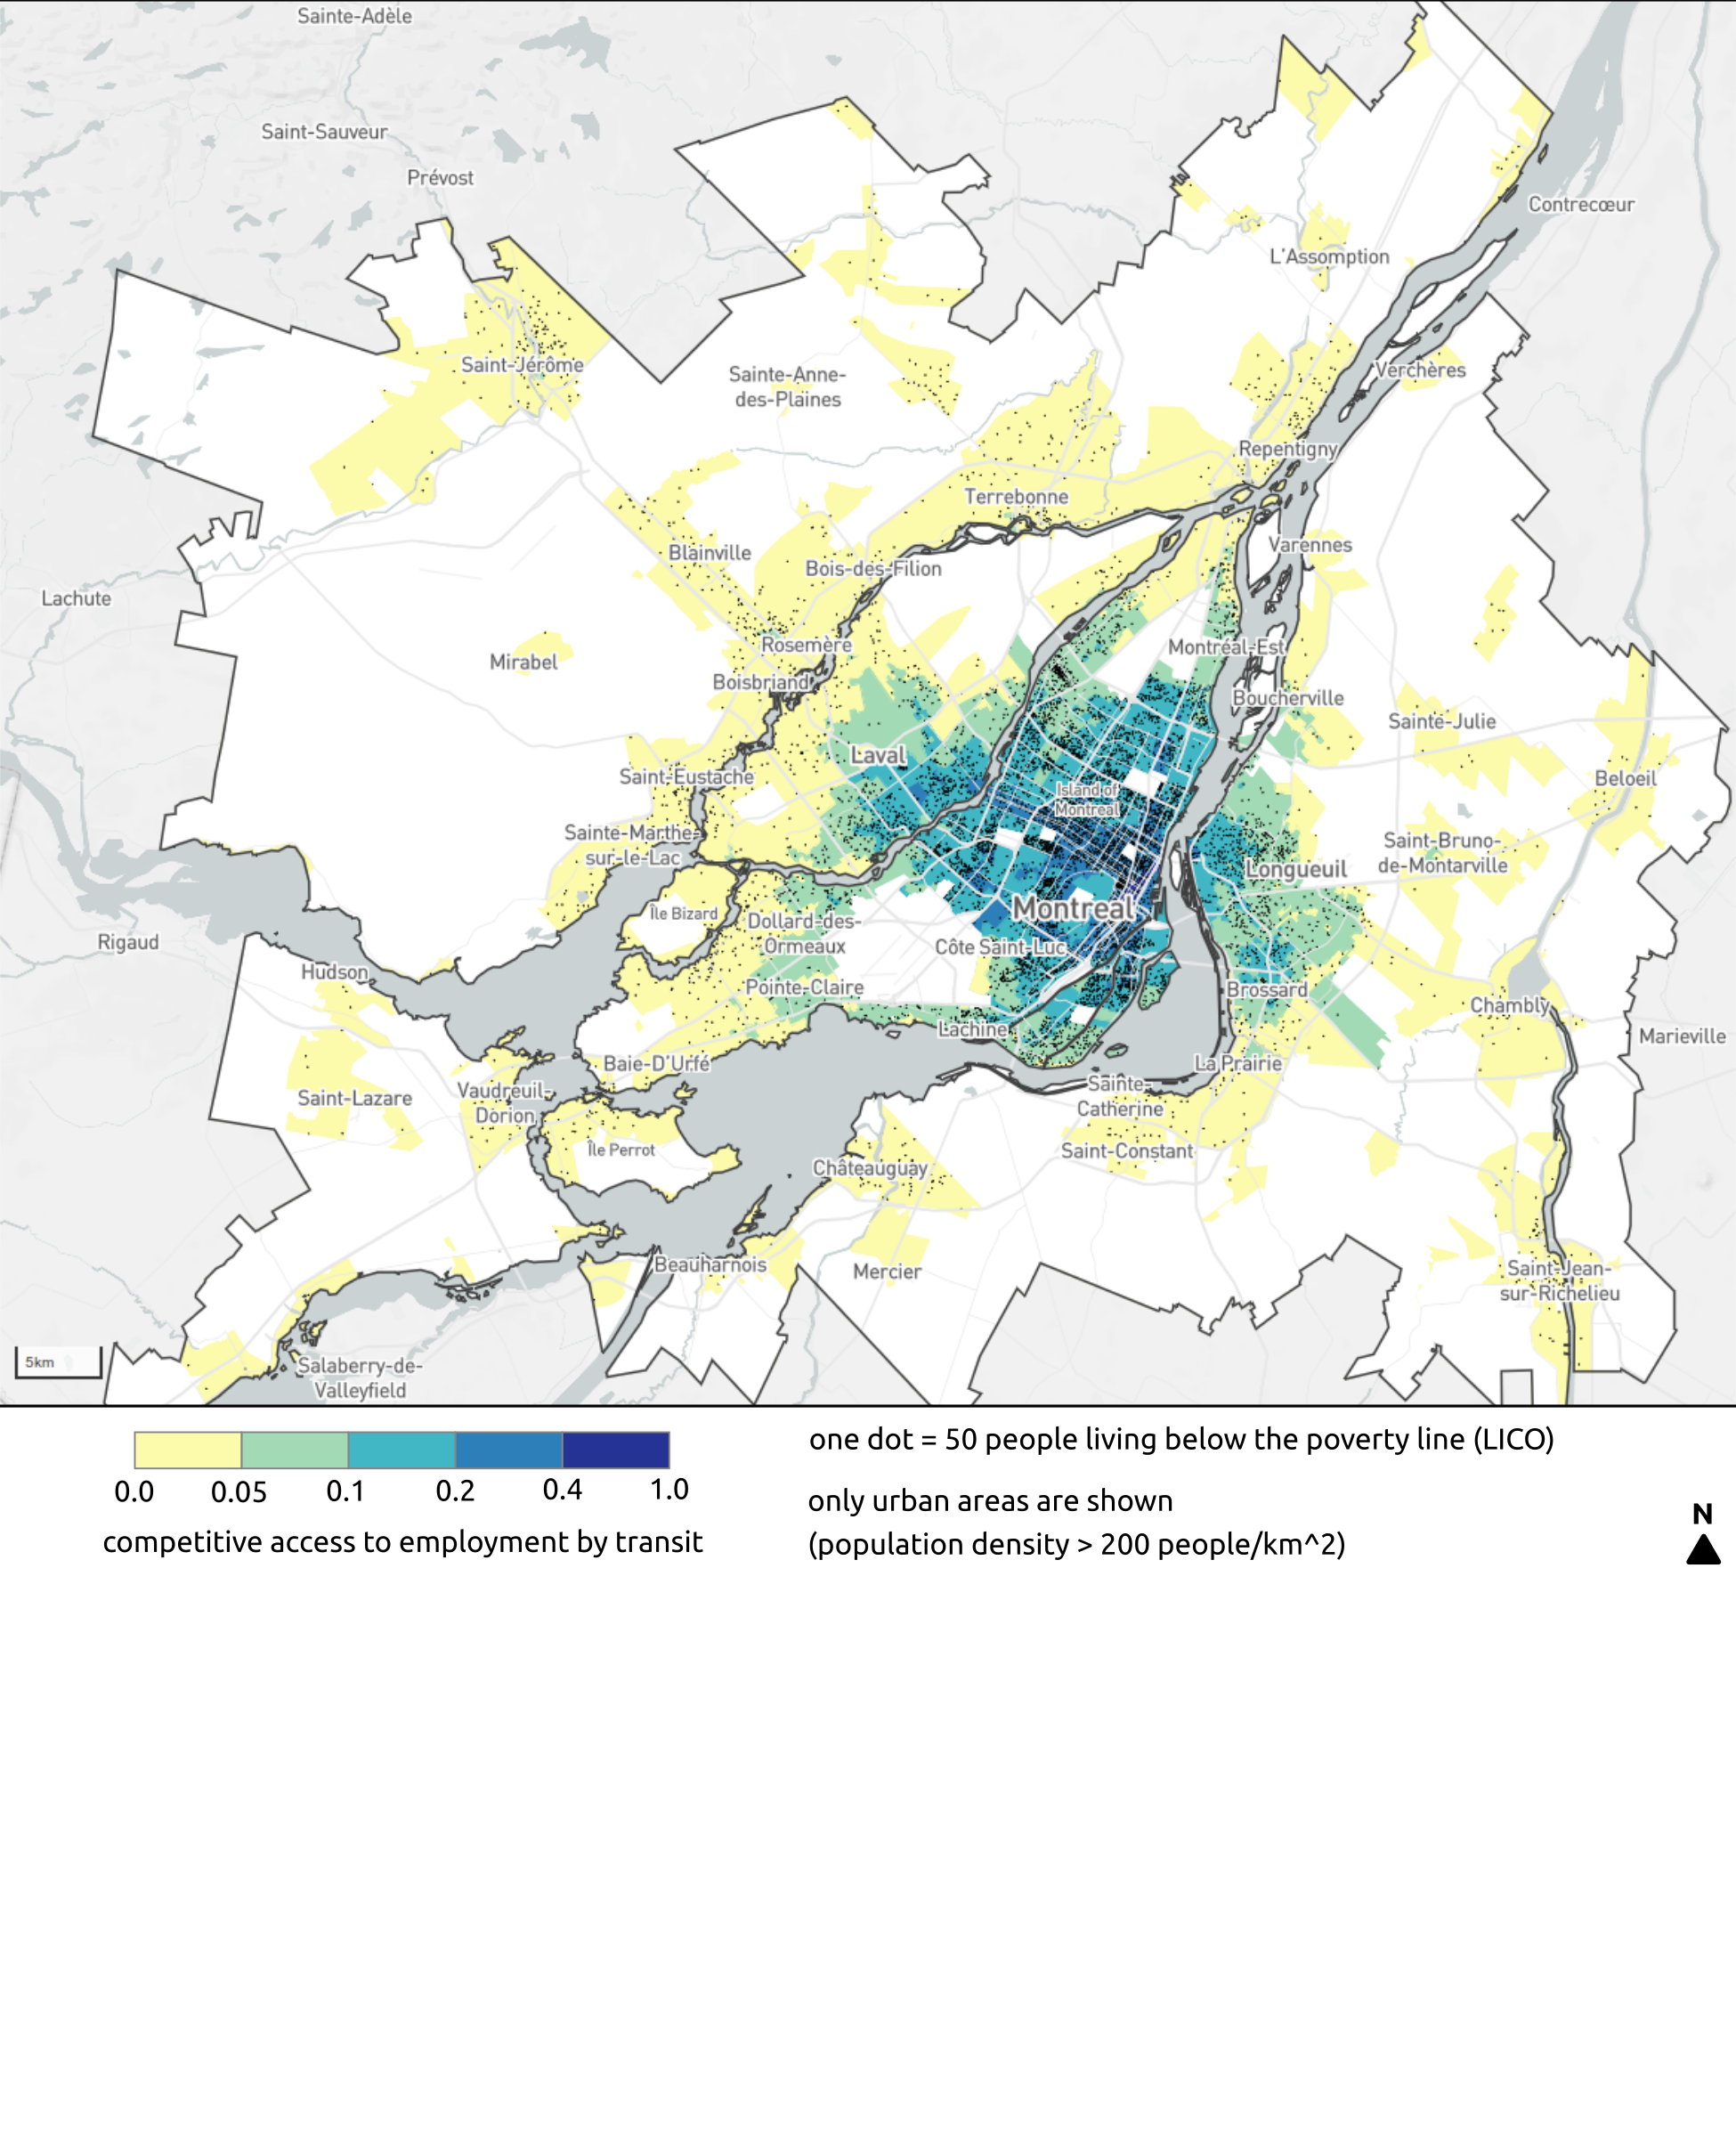 Sainte-Adèle
Saint-Sauveur
Prévost
Contrecœur
L'Assomption
Saint-Jérôme
Sainte-Anne-
des-Plaines
Verchères
Repentigny
Terrebonne
Blainville
Bois-des-Filion
Varennes
Lachute
Rosemère
Montréal-Est
Mirabel
Boisbriand
Boucherville
Sainte-Julie
Laval
Saint-Eustache
Beloeil
Island of
Montreal
Sainte-Marthe-
sur-le-Lac
Saint-Bruno-
de-Montarville
Longueuil
Montreal
Île Bizard
Dollard-des-
Ormeaux
Côte Saint-Luc
Rigaud
Hudson
Pointe-Claire
Brossard
Chambly
Lachine
Marieville
Baie-D'Urfé
La Prairie
Saint-Lazare
Vaudreuil-
Dorion
Sainte-
Catherine
Île Perrot
Saint-Constant
Châteauguay
Beauharnois
Mercier
Saint-Jean-
sur-Richelieu
5km
Salaberry-de-
Valleyfield
0.0 0.05 0.1 0.2 0.4 1.0
competitive access to employment by transit
one dot = 50 people living below the poverty line (LICO)
only urban areas are shown
(population density > 200 people/km^2)
N